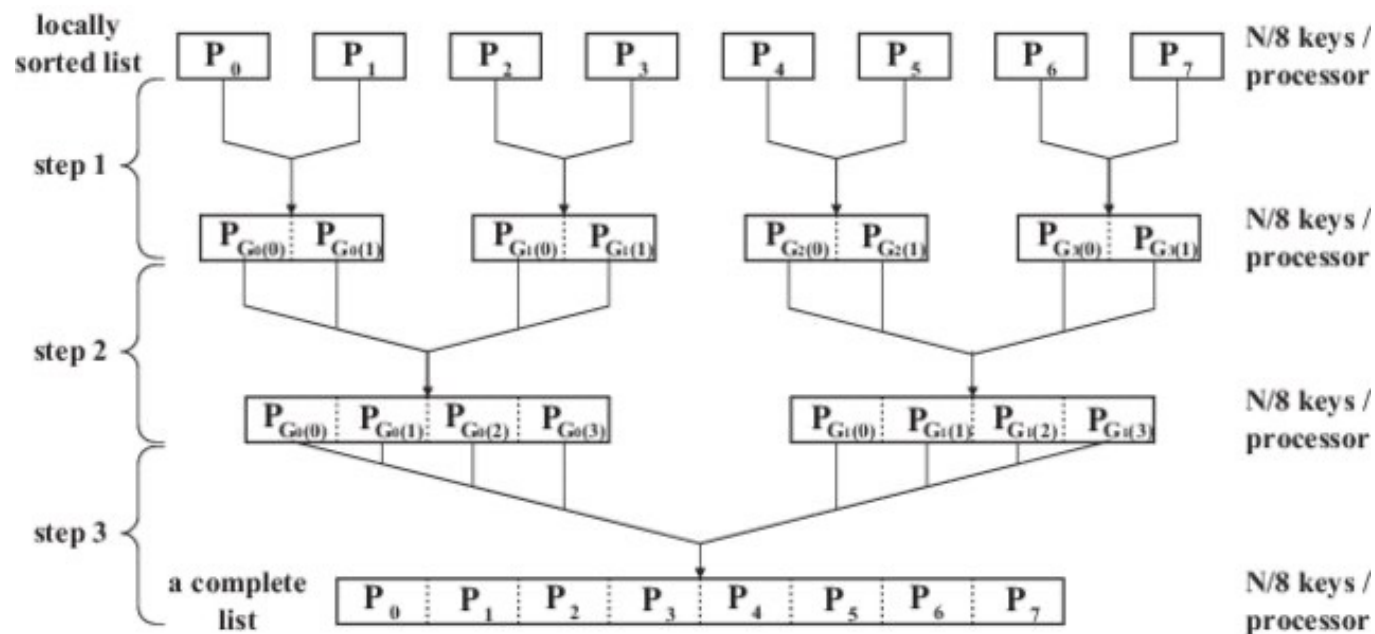 locally
sorted list
P0 P1 P2 P3 P4 P5 P6 P7
N/8 keys /
processor
step 1
PG0(0) PG0(1) PG1(0) PG1(1) PG2(0) PG2(1) PG3(0) PG3(1)
N/8 keys /
processor
step 2
PG0(0) PG0(1) PG0(2) PG0(3) PG1(0) PG1(1) PG1(2) PG1(3)
N/8 keys /
processor
step 3
a complete
list
P0 P1 P2 P3 P4 P5 P6 P7
N/8 keys /
processor